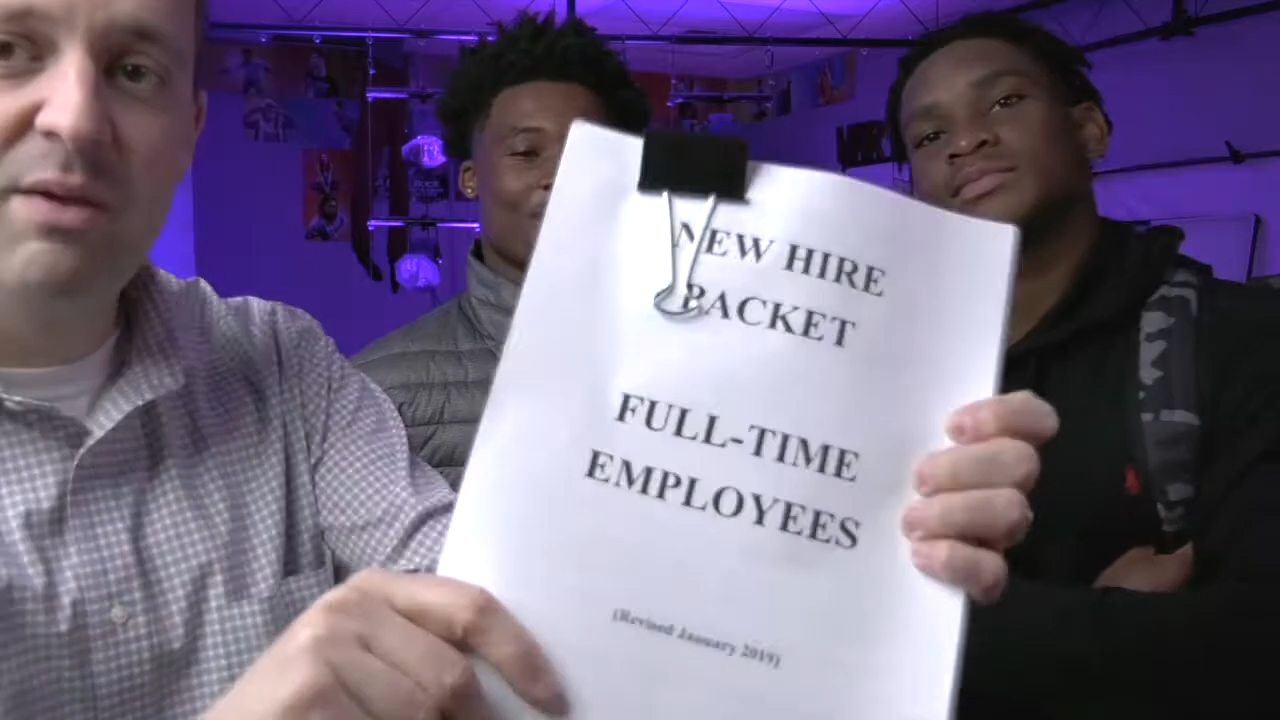 NEW HIRE
PACKET
FULL-TIME
EMPLOYEES
(Revised January 2019)